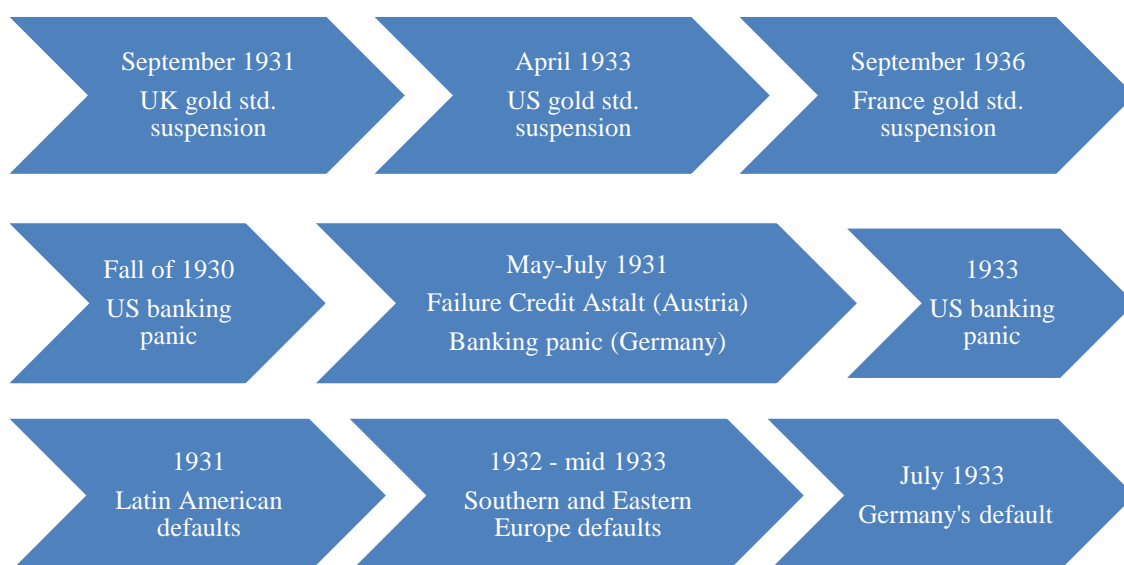 September 1931
UK gold std.
suspension
April 1933
US gold std.
suspension
September 1936
France gold std.
suspension
Fall of 1930
US banking
panic
May-July 1931
Failure Credit Astalt (Austria)
Banking panic (Germany)
1933
US banking
panic
1931
Latin American
defaults
1932 - mid 1933
Southern and Eastern
Europe defaults
July 1933
Germany's default